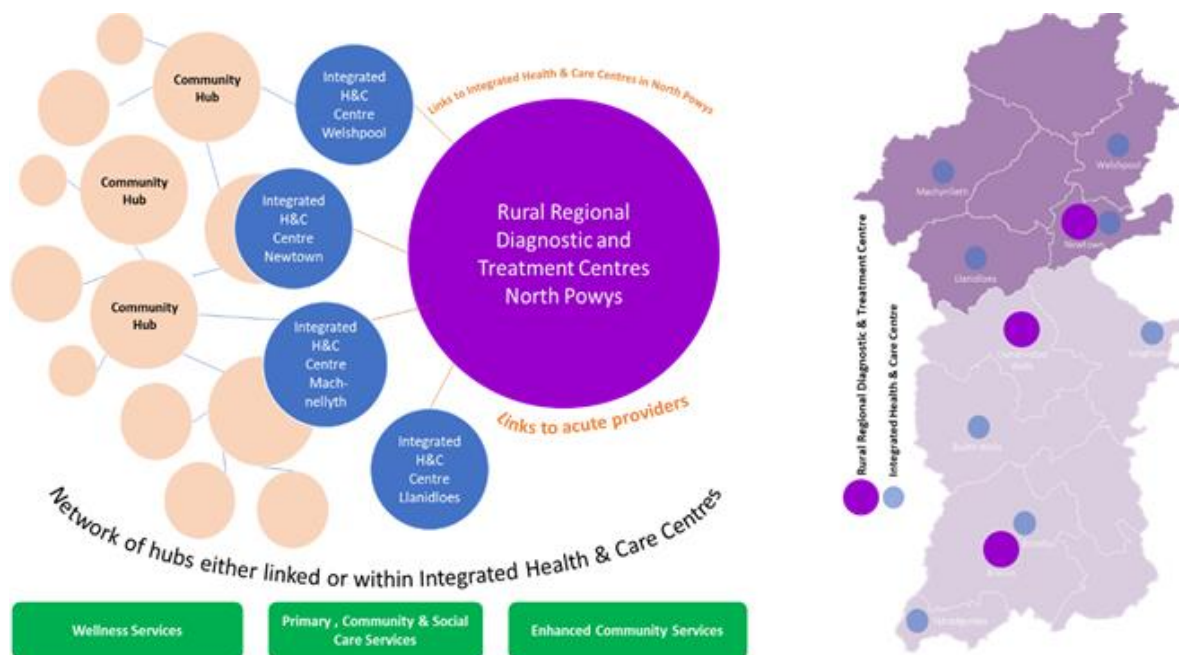 Community
Hub
Community
Hub
Community
Hub
Integrated
H&C
Centre
Welshpool
Integrated
H&C
Centre
Newtown
Integrated
H&C
Centre
Mach-
nellyth
Integrated
H&C
Centre
Llanidloes
Links to Integrated Health & Care Centres in North Powys
Rural Regional
Diagnostic and
Treatment Centres
North Powys
Links to acute providers
Network of hubs either linked or within Integrated Health & Care Centres
Wellness Services
Primary , Community & Social
Care Services
Enhanced Community Services
Rural Regional Diagnostic & Treatment Centre
Integrated Health & Care Centre
Welshpool
Machynlleth
Newtown
Llanidloes
Brecon